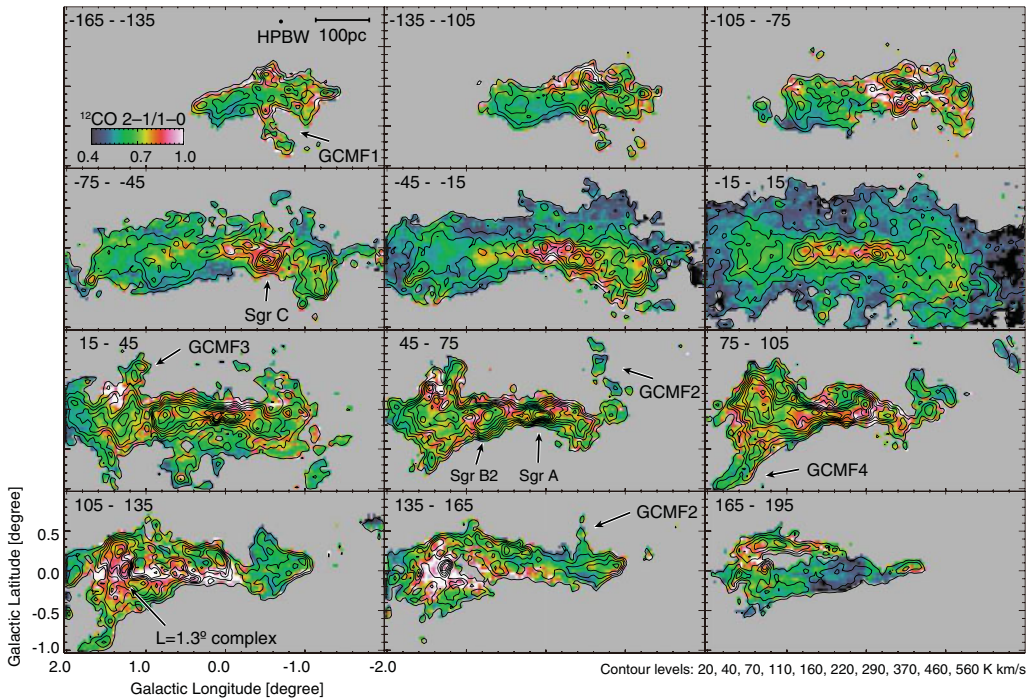 -165 - -135
HPBW
100pc
¹²CO 2–1/1–0
0.4 0.7 1.0
GCMF1
-135 - -105
-105 - -75
-75 - -45
Sgr C
-45 - -15
-15 - 15
15 - 45
GCMF3
45 - 75
GCMF2
Sgr B2
Sgr A
75 - 105
GCMF4
105 - 135
L=1.3º complex
135 - 165
GCMF2
165 - 195
Galactic Latitude [degree]
0.5
0.0
-0.5
-1.0
2.0 1.0 0.0 -1.0 -2.0
Galactic Longitude [degree]
Contour levels: 20, 40, 70, 110, 160, 220, 290, 370, 460, 560 K km/s